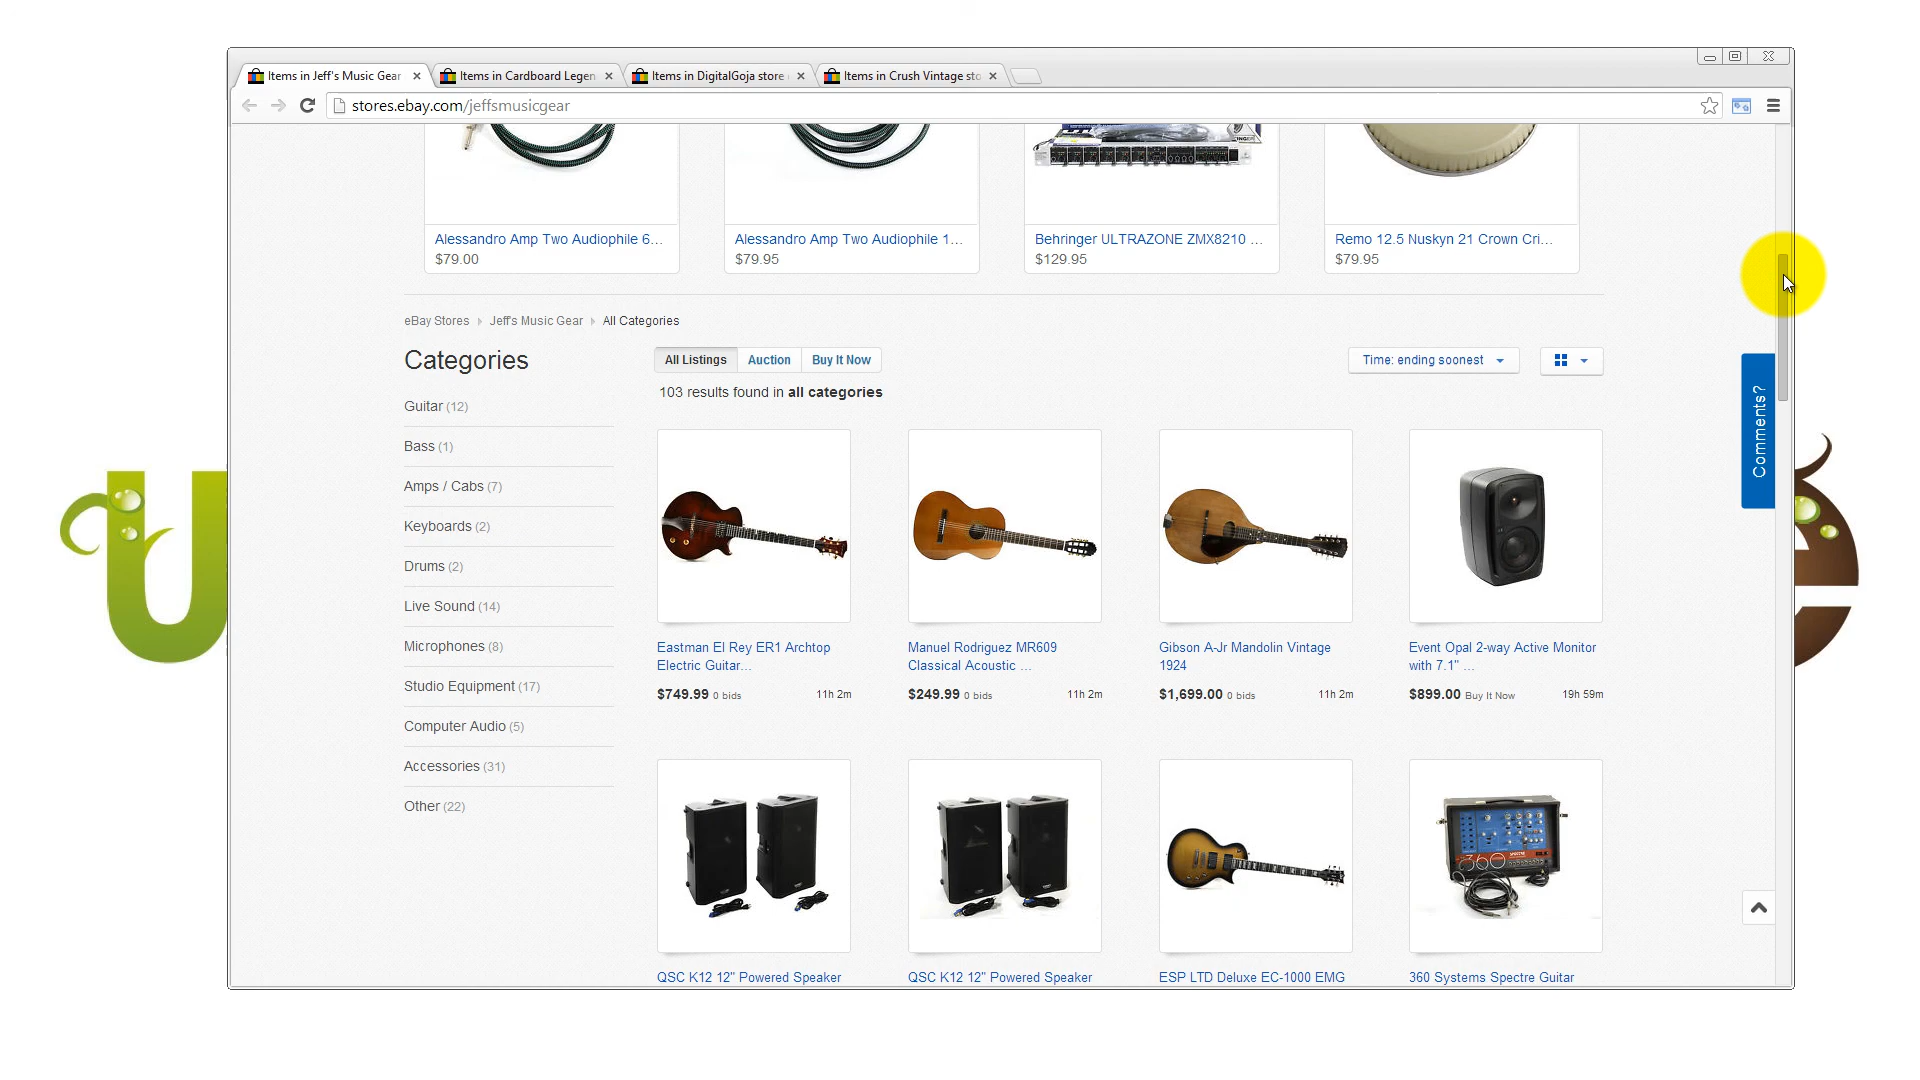 Items in Jeff's Music Gear
Items in Cardboard Legen
Items in DigitalGoja store
Items in Crush Vintage sto
stores.ebay.com/jeffsmusicgear
Alessandro Amp Two Audiophile 6...
$79.00
Alessandro Amp Two Audiophile 1...
$79.95
Behringer ULTRAZONE ZMX8210 ...
$129.95
Remo 12.5 Nuskyn 21 Crown Cri...
$79.95
eBay Stores Jeff's Music Gear All Categories
Categories
Guitar (12)
Bass (1)
Amps / Cabs (7)
Keyboards (2)
Drums (2)
Live Sound (14)
Microphones (8)
Studio Equipment (17)
Computer Audio (5)
Accessories (31)
Other (22)
All Listings Auction Buy It Now
Time: ending soonest
103 results found in all categories
Eastman El Rey ER1 Archtop
Electric Guitar...
$749.99 0 bids 11h 2m
Manuel Rodriguez MR609
Classical Acoustic ...
$249.99 0 bids 11h 2m
Gibson A-Jr Mandolin Vintage
1924
$1,699.00 0 bids 11h 2m
Event Opal 2-way Active Monitor
with 7.1" ...
$899.00 Buy It Now 19h 59m
QSC K12 12" Powered Speaker
QSC K12 12" Powered Speaker
ESP LTD Deluxe EC-1000 EMG
360
360 Systems Spectre Guitar
Comments?
U